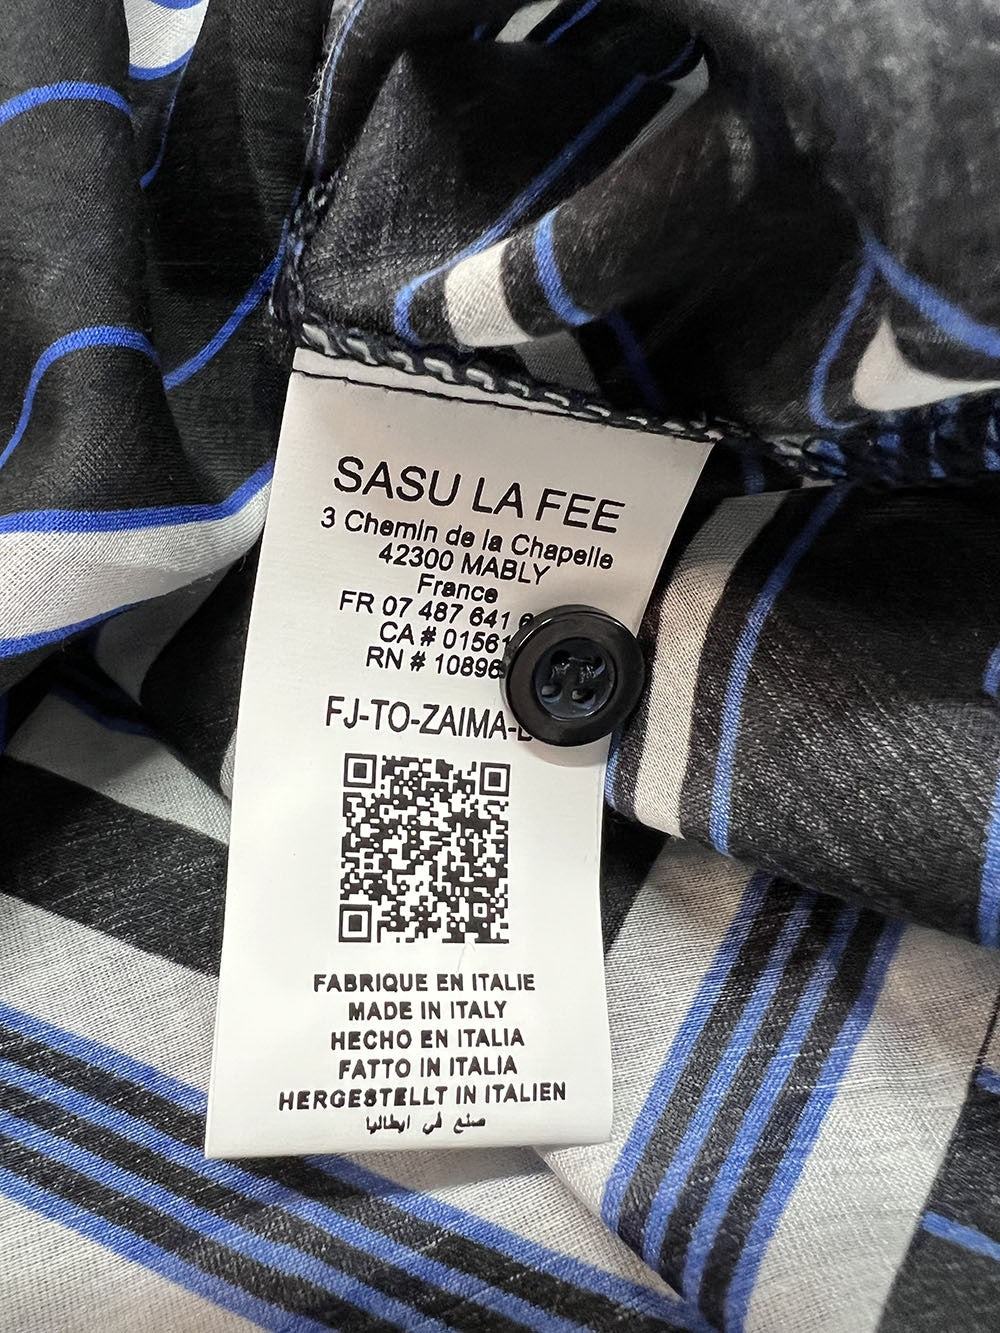 SASU LA FEE
3 Chemin de la Chapelle
42300 MABLY
France
FR 07 487 641
CA # 01561
RN # 10896
FJ-TO-ZAIMA-
FABRIQUE EN ITALIE
MADE IN ITALY
HECHO EN ITALIA
FATTO IN ITALIA
HERGESTELLT IN ITALIEN
صنع في ايطاليا